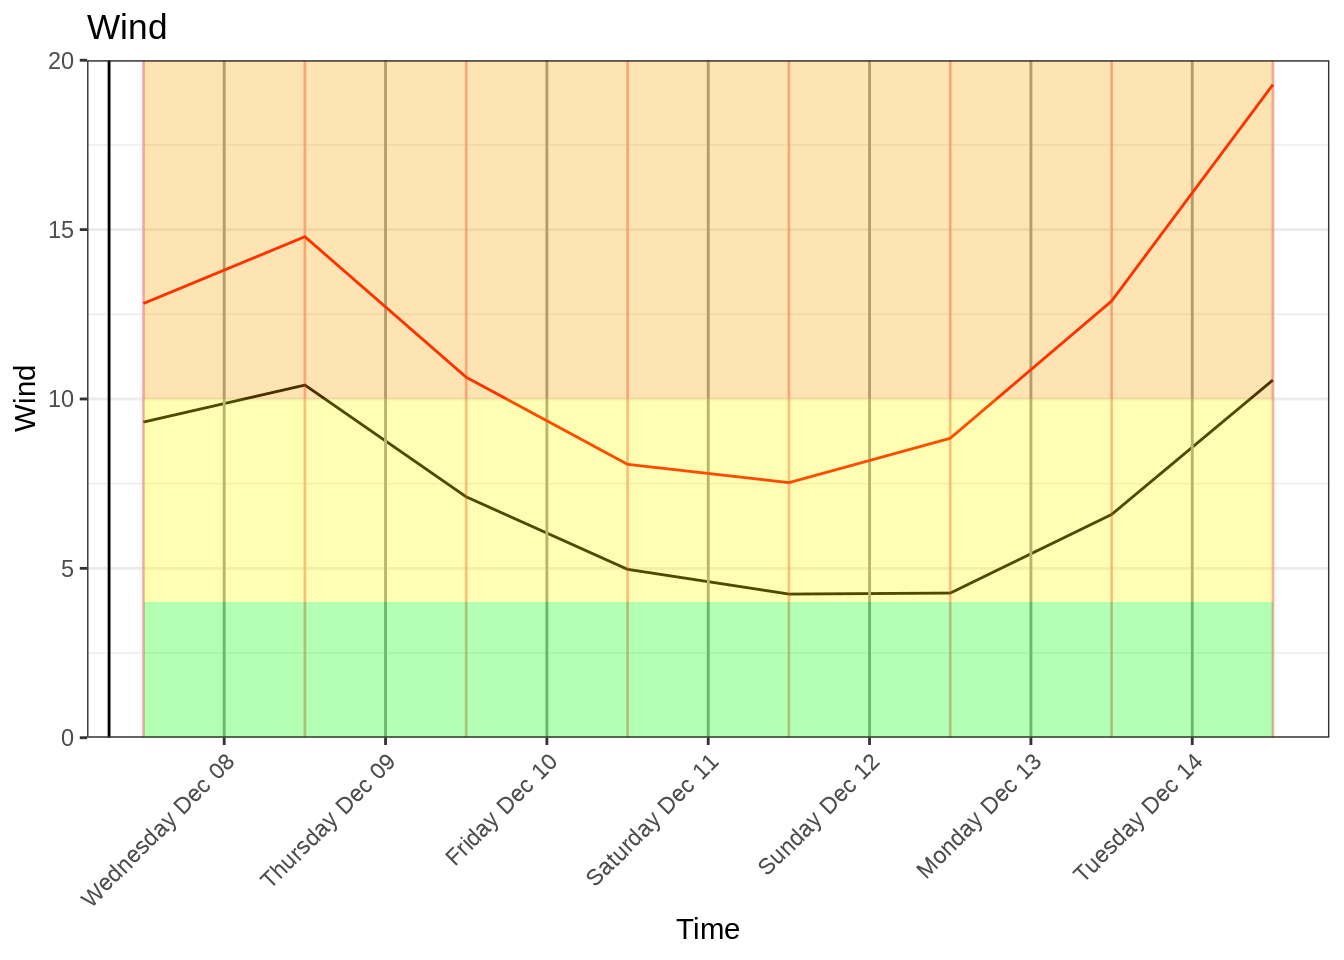 Wind
Wind
20
15
10
5
0
Wednesday Dec 08
Thursday Dec 09
Friday Dec 10
Saturday Dec 11
Sunday Dec 12
Monday Dec 13
Tuesday Dec 14
Time